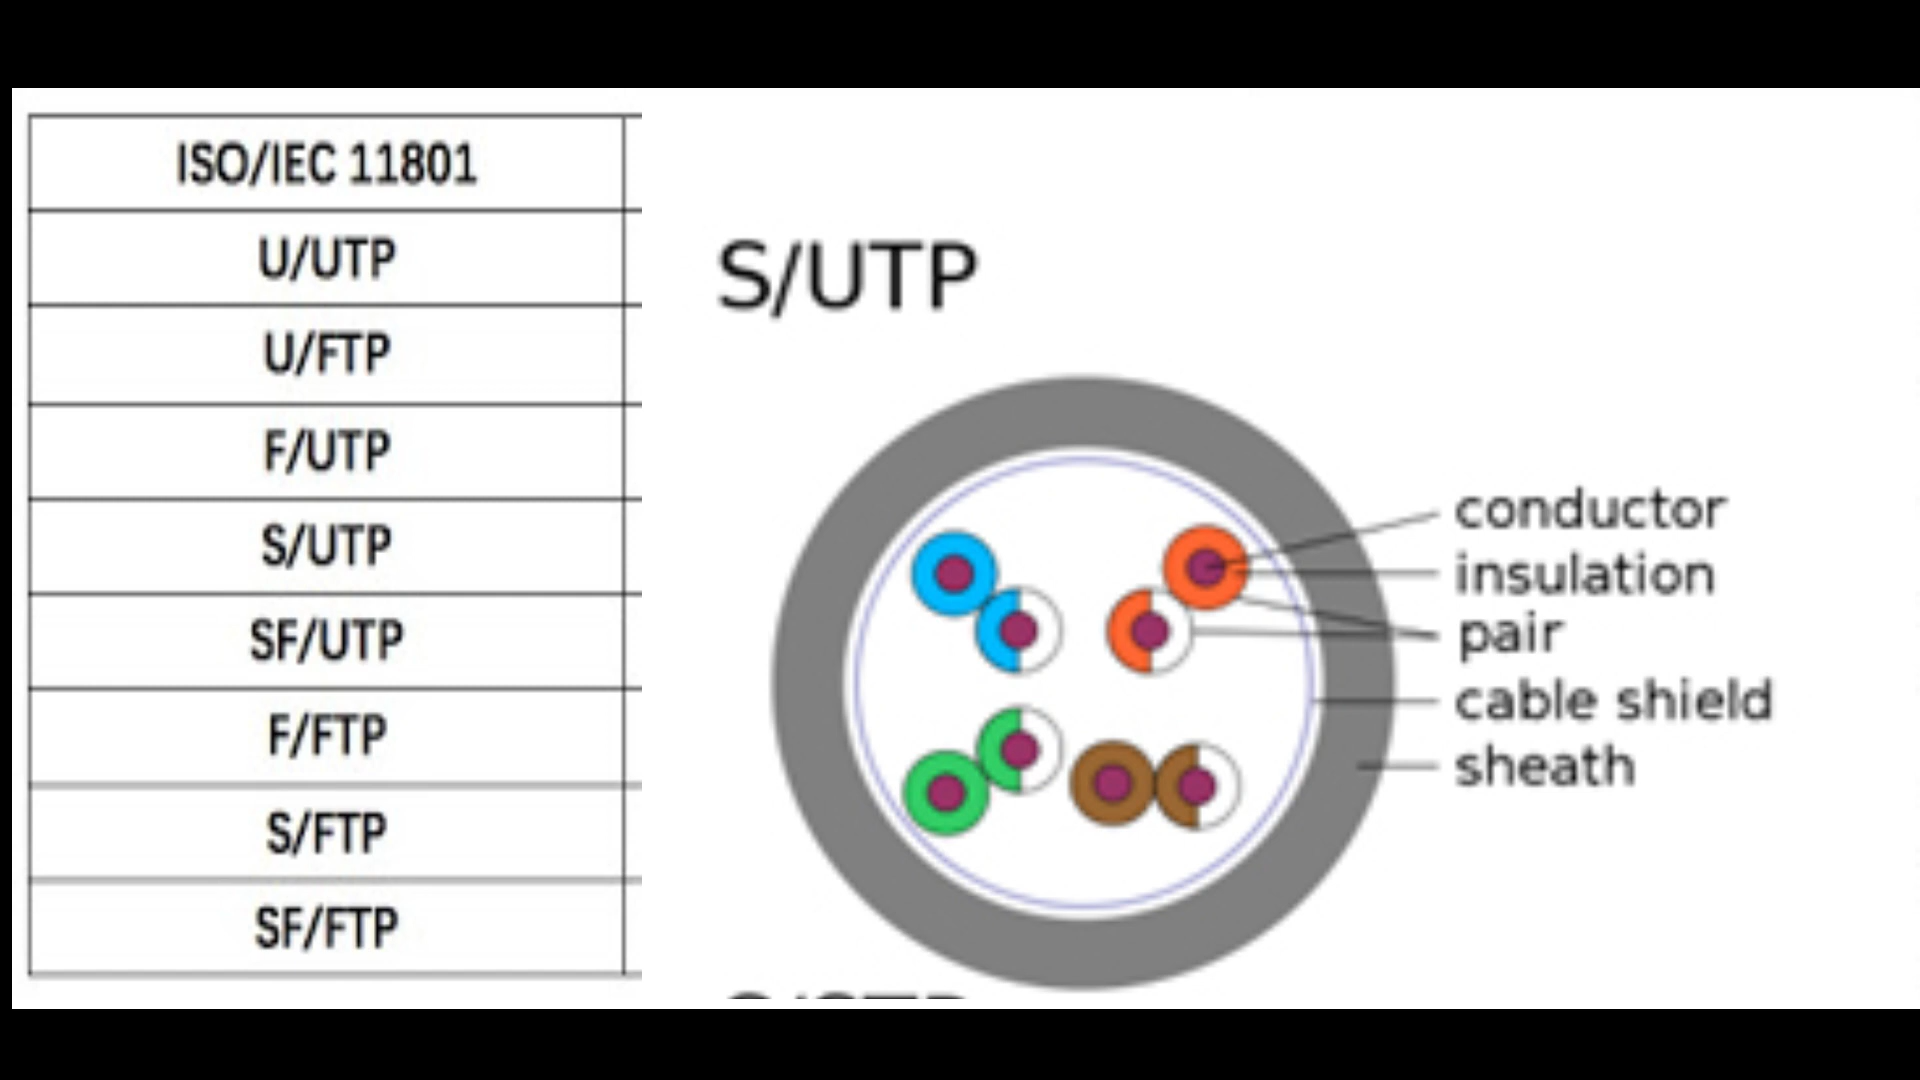 ISO/IEC 11801
U/UTP
U/FTP
F/UTP
S/UTP
SF/UTP
F/FTP
S/FTP
SF/FTP
S/UTP
conductor
insulation
pair
cable shield
sheath